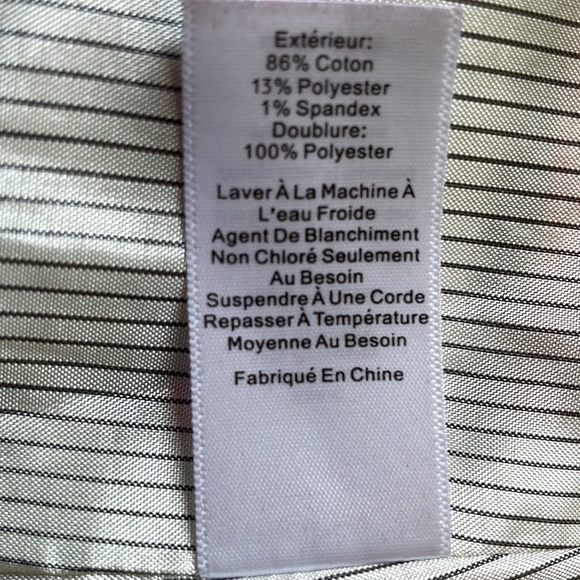 Extérieur:
86% Coton
13% Polyester
1% Spandex
Doublure:
100% Polyester
Laver À La Machine À
L'eau Froide
Agent De Blanchiment
Non Chloré Seulement
Au Besoin
Suspendre À Une Corde
Repasser À Température
Moyenne Au Besoin
Fabriqué En Chine